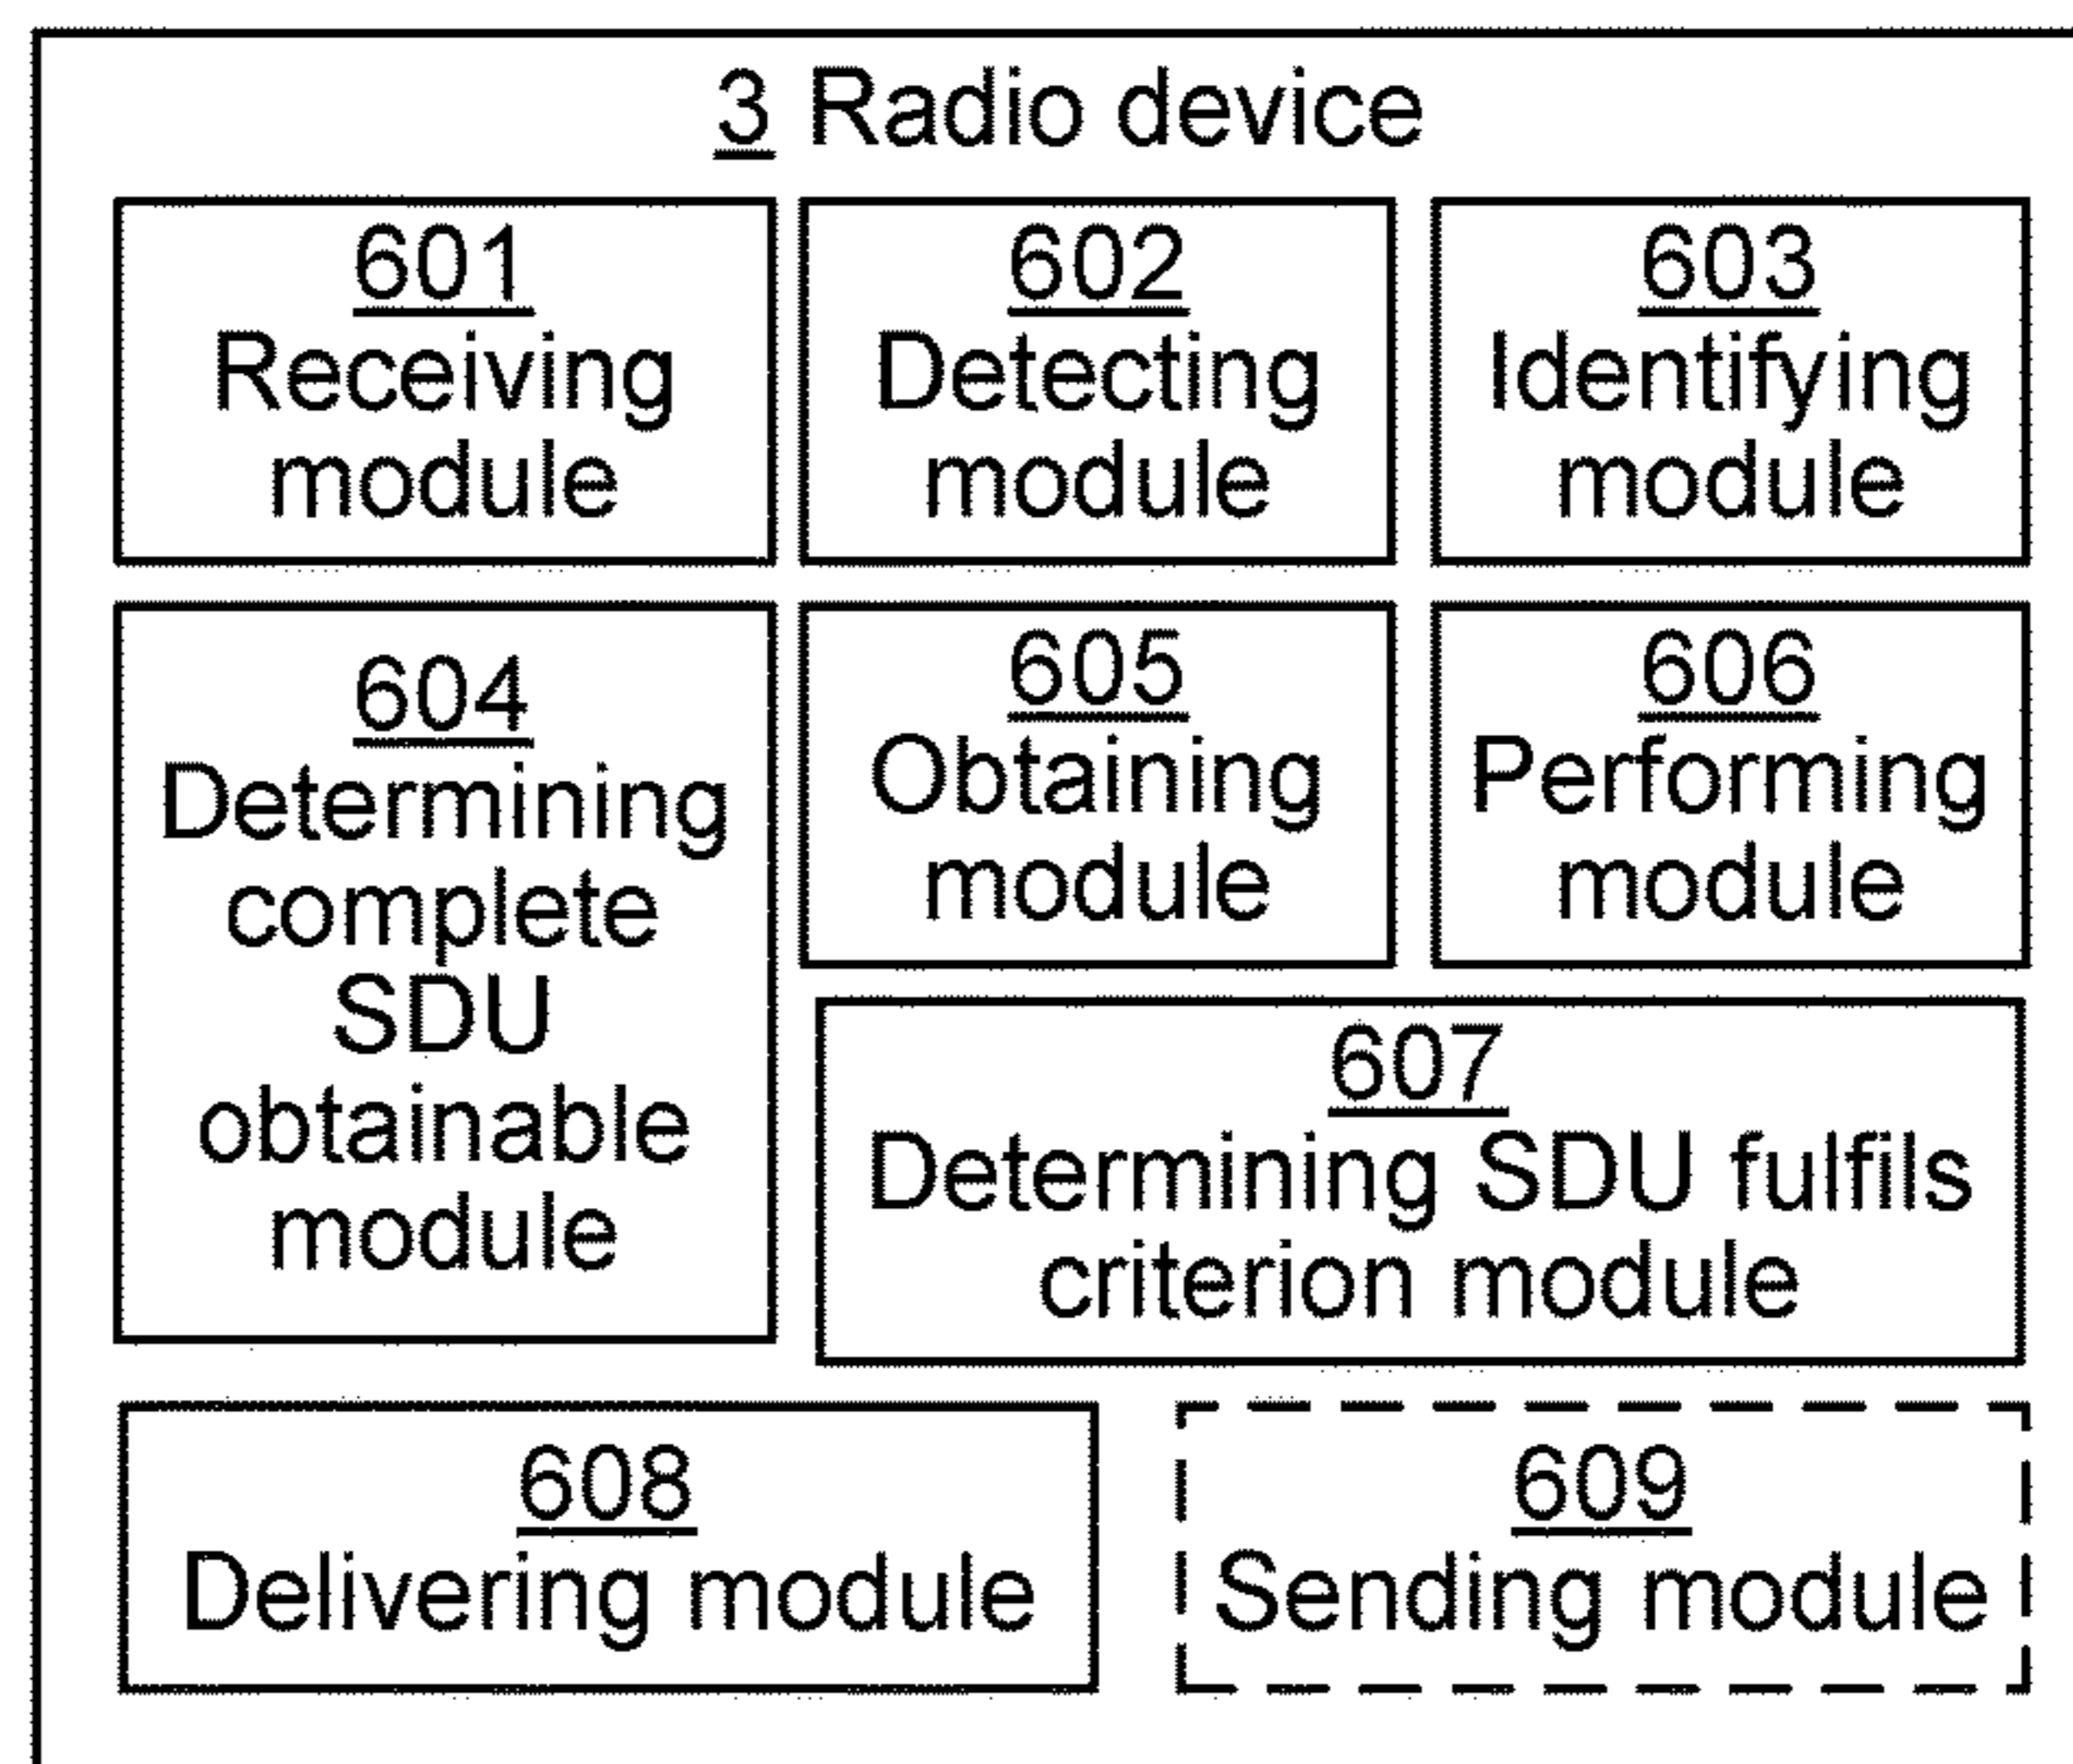 3 Radio device
601
Receiving
module
602
Detecting
module
603
Identifying
module
604
Determining
complete
SDU
obtainable
module
605
Obtaining
module
606
Performing
module
607
Determining SDU fulfils
criterion module
608
Delivering module
609
Sending module